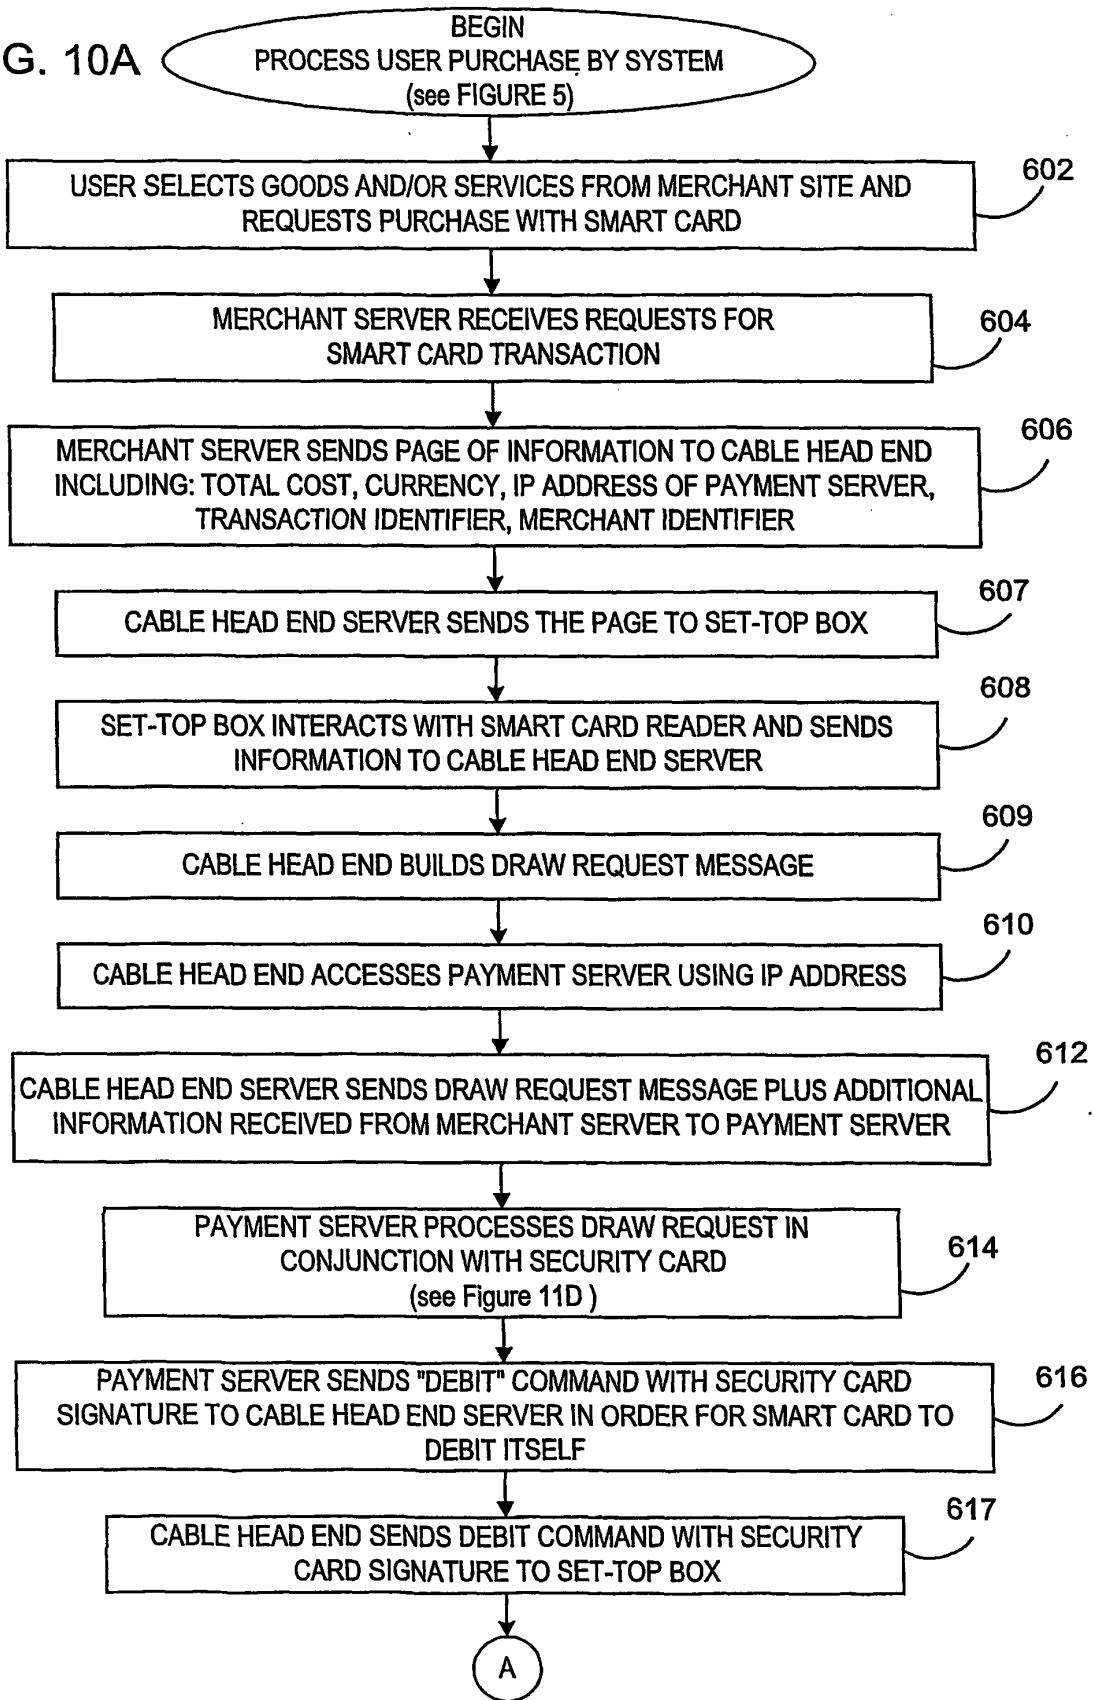 G. 10A
BEGIN
PROCESS USER PURCHASE BY SYSTEM
(see FIGURE 5)
602
USER SELECTS GOODS AND/OR SERVICES FROM MERCHANT SITE AND
REQUESTS PURCHASE WITH SMART CARD
604
MERCHANT SERVER RECEIVES REQUESTS FOR
SMART CARD TRANSACTION
606
MERCHANT SERVER SENDS PAGE OF INFORMATION TO CABLE HEAD END
INCLUDING: TOTAL COST, CURRENCY, IP ADDRESS OF PAYMENT SERVER,
TRANSACTION IDENTIFIER, MERCHANT IDENTIFIER
607
CABLE HEAD END SERVER SENDS THE PAGE TO SET-TOP BOX
608
SET-TOP BOX INTERACTS WITH SMART CARD READER AND SENDS
INFORMATION TO CABLE HEAD END SERVER
609
CABLE HEAD END BUILDS DRAW REQUEST MESSAGE
610
CABLE HEAD END ACCESSES PAYMENT SERVER USING IP ADDRESS
612
CABLE HEAD END SERVER SENDS DRAW REQUEST MESSAGE PLUS ADDITIONAL
INFORMATION RECEIVED FROM MERCHANT SERVER TO PAYMENT SERVER
614
PAYMENT SERVER PROCESSES DRAW REQUEST IN
CONJUNCTION WITH SECURITY CARD
(see Figure 11D )
616
PAYMENT SERVER SENDS "DEBIT" COMMAND WITH SECURITY CARD
SIGNATURE TO CABLE HEAD END SERVER IN ORDER FOR SMART CARD TO
DEBIT ITSELF
617
CABLE HEAD END SENDS DEBIT COMMAND WITH SECURITY
CARD SIGNATURE TO SET-TOP BOX
A